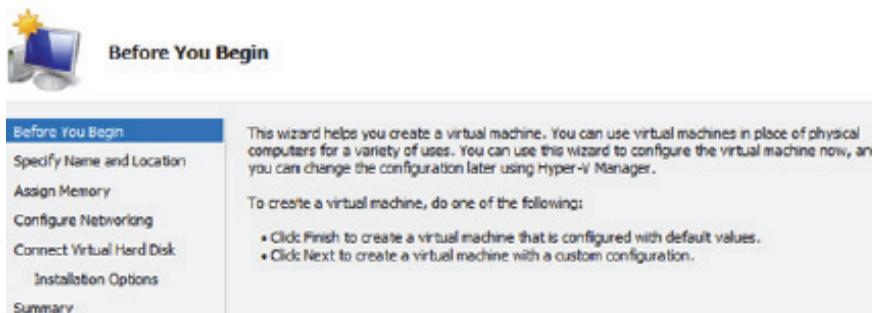 Before You Begin
Before You Begin
Specify Name and Location
Assign Memory
Configure Networking
Connect Virtual Hard Disk
Installation Options
Summary
This wizard helps you create a virtual machine. You can use virtual machines in place of physical
computers for a variety of uses. You can use this wizard to configure the virtual machine now, an
you can change the configuration later using Hyper-V Manager.
To create a virtual machine, do one of the following:
• Click Finish to create a virtual machine that is configured with default values.
• Click Next to create a virtual machine with a custom configuration.